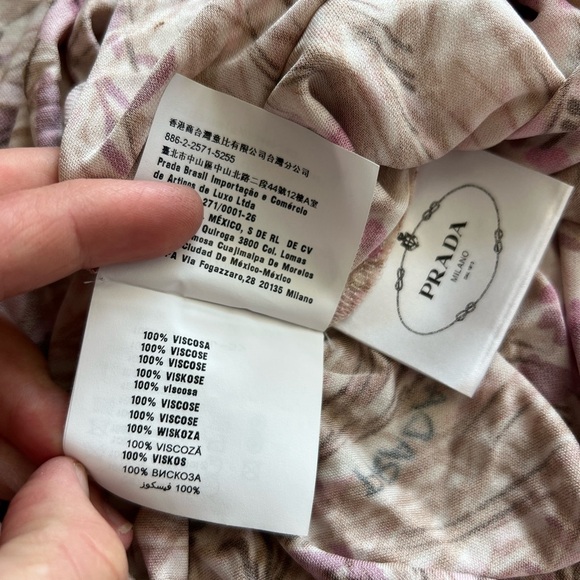 香港商台灣雅比有限公司台灣分公司
886-2-2571-5255
臺北市中山區中山北路二段44號12樓A室
Prada Brasil Importação e Comércio
de Artigos de Luxo Ltda
271/0001-26
MÉXICO, S DE RL DE CV
Quiroga 3800 Col. Lomas
Cuajimalpa De Morelos
Ciudad De México-México
Via Fogazzaro,28 20135 Milano
100% VISCOSA
100% VISCOSE
100% VISCOSE
100% VISKOSE
100% viscosa
100% VISCOSE
100% VISCOSE
100% WISKOZA
100% VISCOZĂ
100% VISKOS
100% ВИСКОЗА
100% فيسكوز
PRADA
MILANO
PRADA